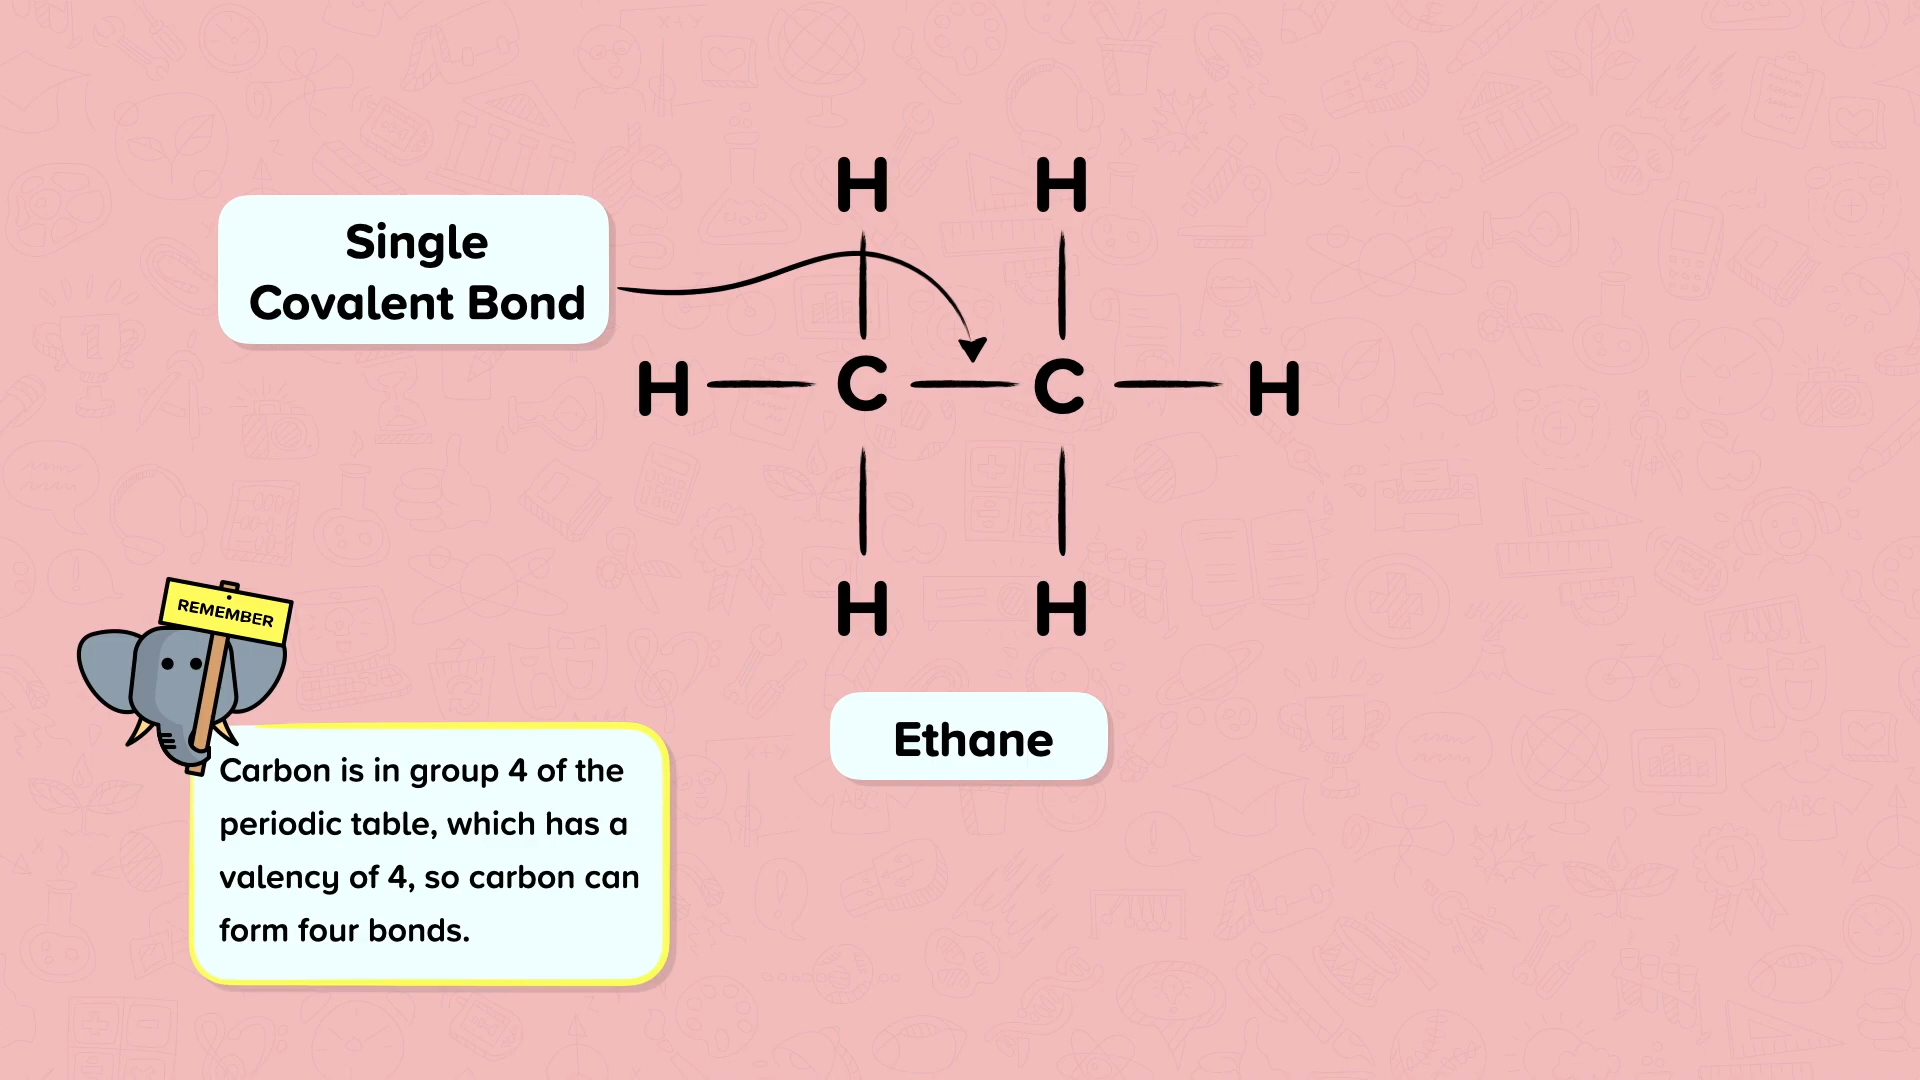 H H
Single
Covalent Bond
H C C H
H H
REMEMBER
Ethane
Carbon is in group 4 of the
periodic table, which has a
valency of 4, so carbon can
form four bonds.